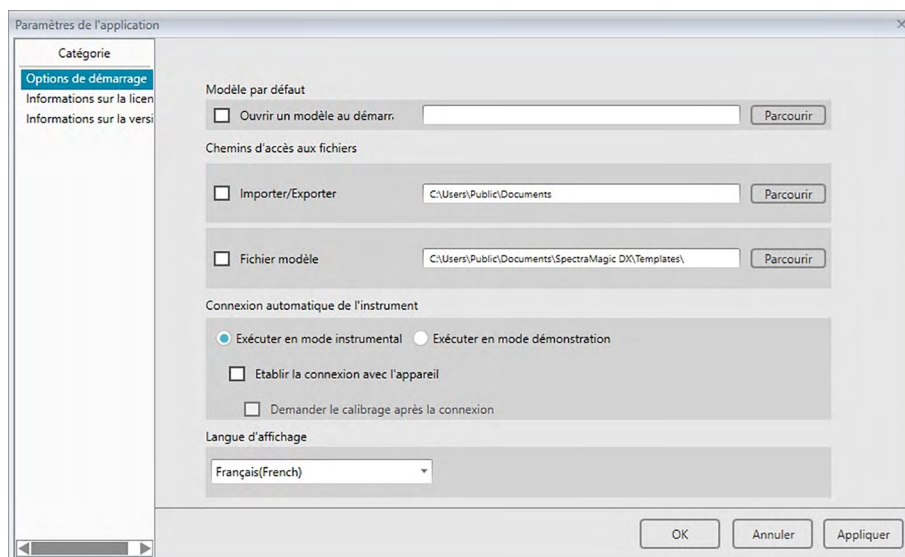 Paramètres de l'application
Catégorie
Options de démarrage
Informations sur la licen
Informations sur la versi
Modèle par défaut
Ouvrir un modèle au démarr
Parcourir
Chemins d'accès aux fichiers
Importer/Exporter
C:\Users\Public\Documents
Parcourir
Fichier modèle
C:\Users\Public\Documents\SpectraMagic DX\Templates\
Parcourir
Connexion automatique de l'instrument
Exécuter en mode instrumental Exécuter en mode démonstration
Etablir la connexion avec l'appareil
Demander le calibrage après la connexion
Langue d'affichage
Français(French)
OK Annuler Appliquer